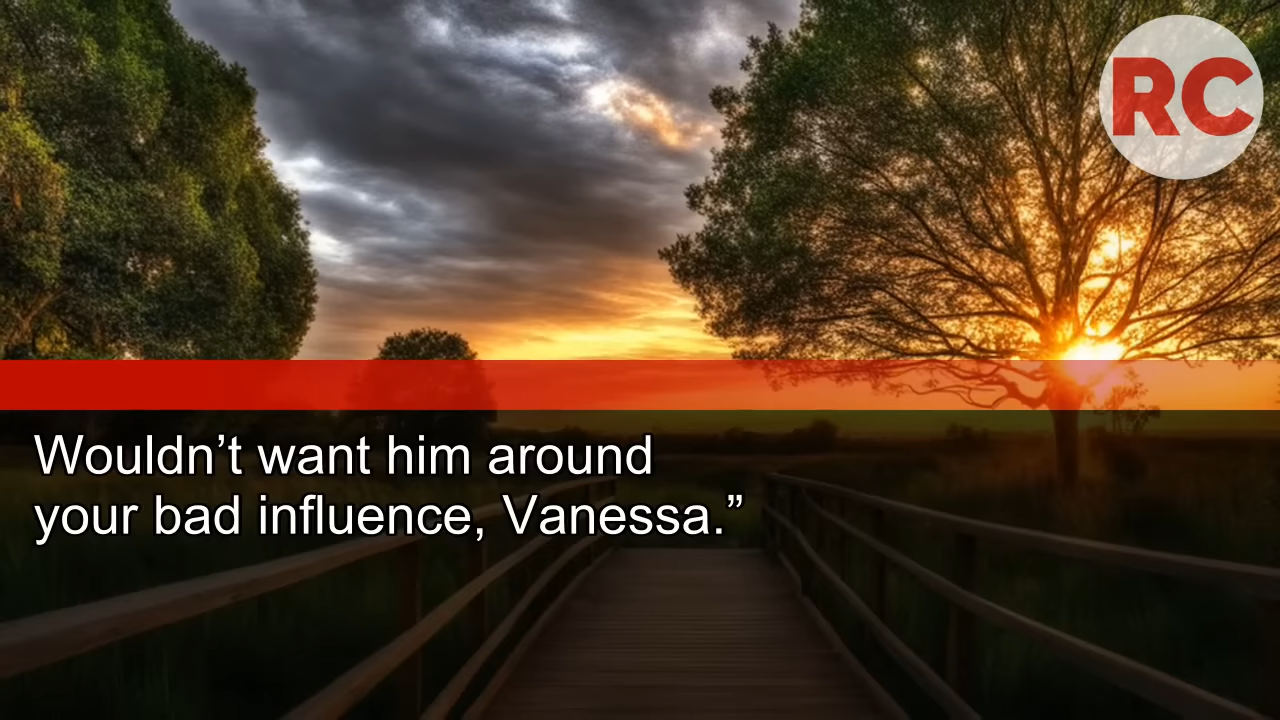 RC
Wouldn’t want him around
your bad influence, Vanessa.”